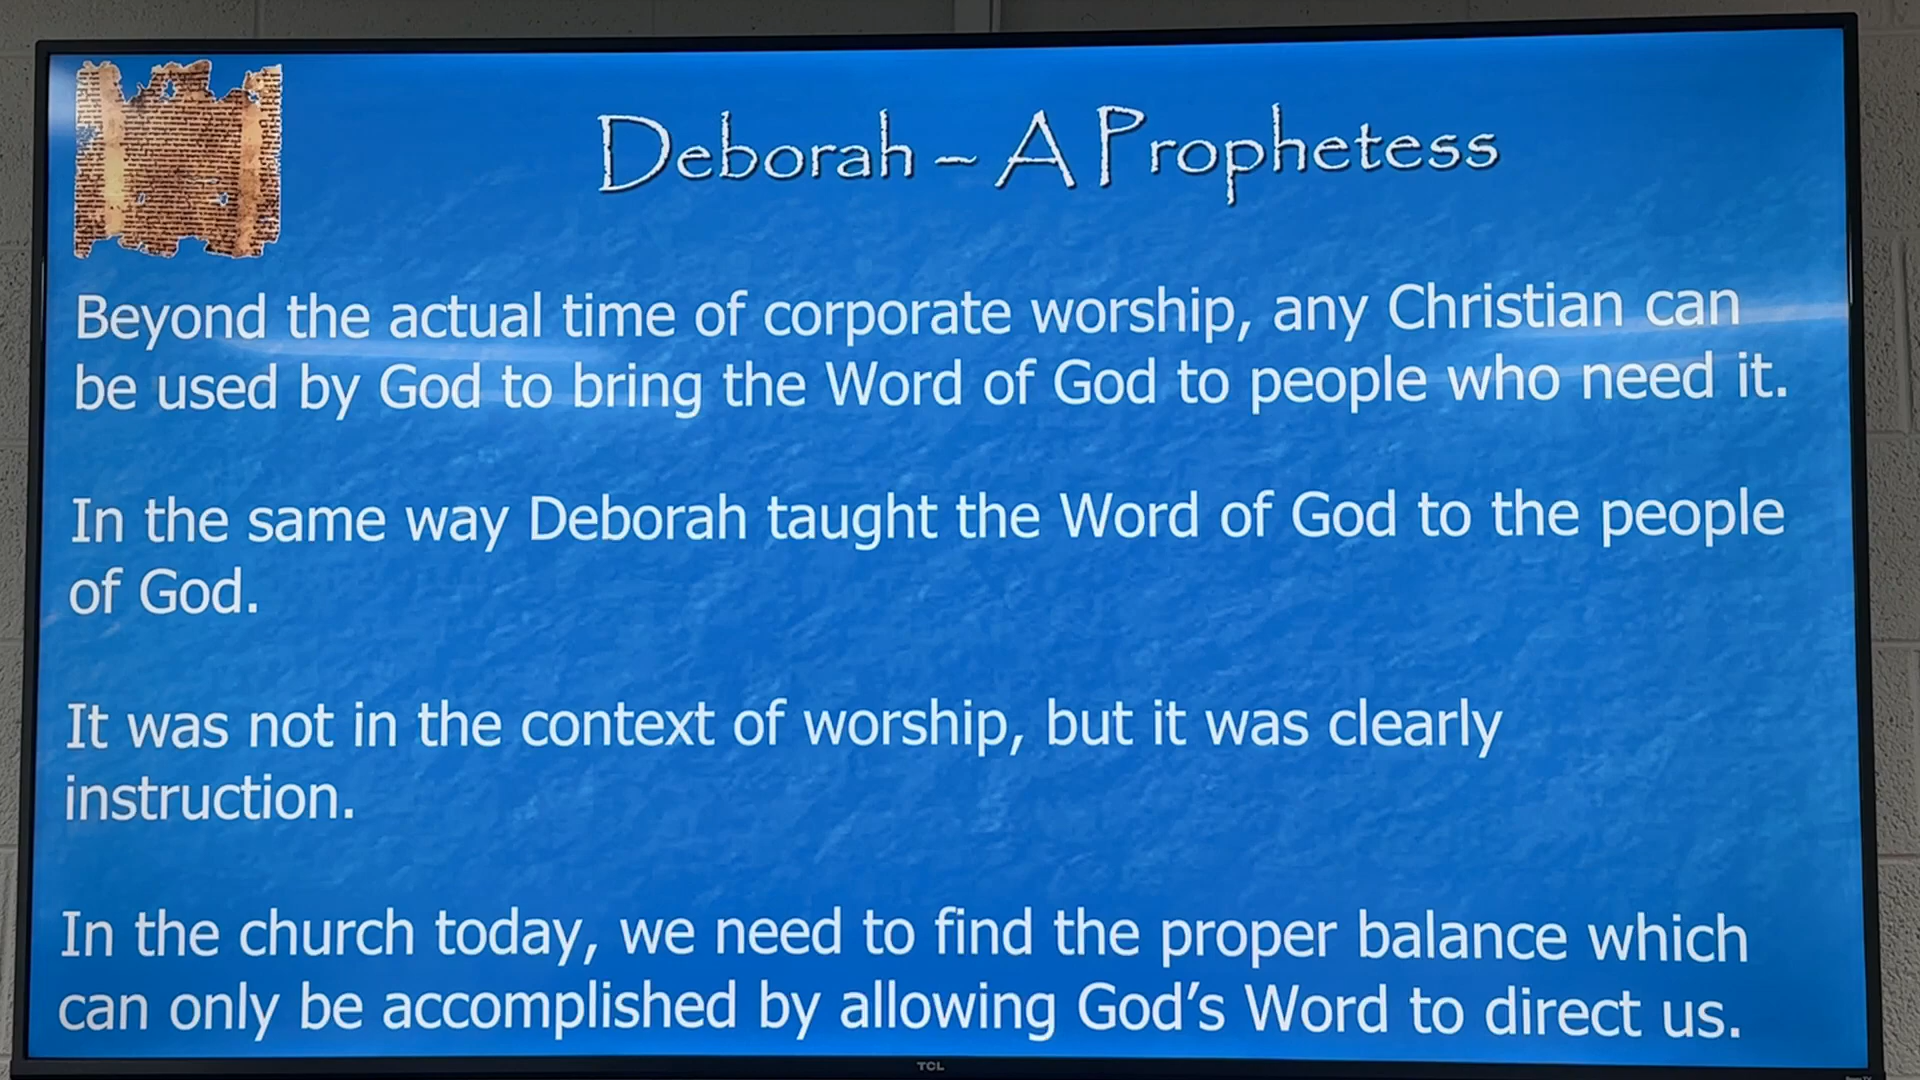 Deborah – A Prophetess
Beyond the actual time of corporate worship, any Christian can
be used by God to bring the Word of God to people who need it.
In the same way Deborah taught the Word of God to the people
of God.
It was not in the context of worship, but it was clearly
instruction.
In the church today, we need to find the proper balance which
can only be accomplished by allowing God’s Word to direct us.
TCL